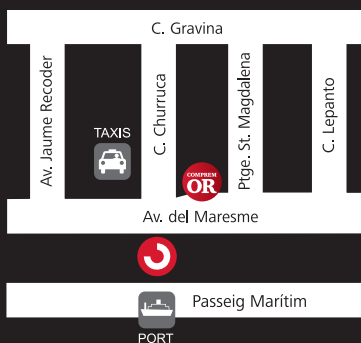 C. Gravina
Av. Jaume Recoder
TAXIS
C. Churruca
Ptge. St. Magdalena
C. Lepanto
COMPREM
OR
Av. del Maresme
Passeig Marítim
PORT